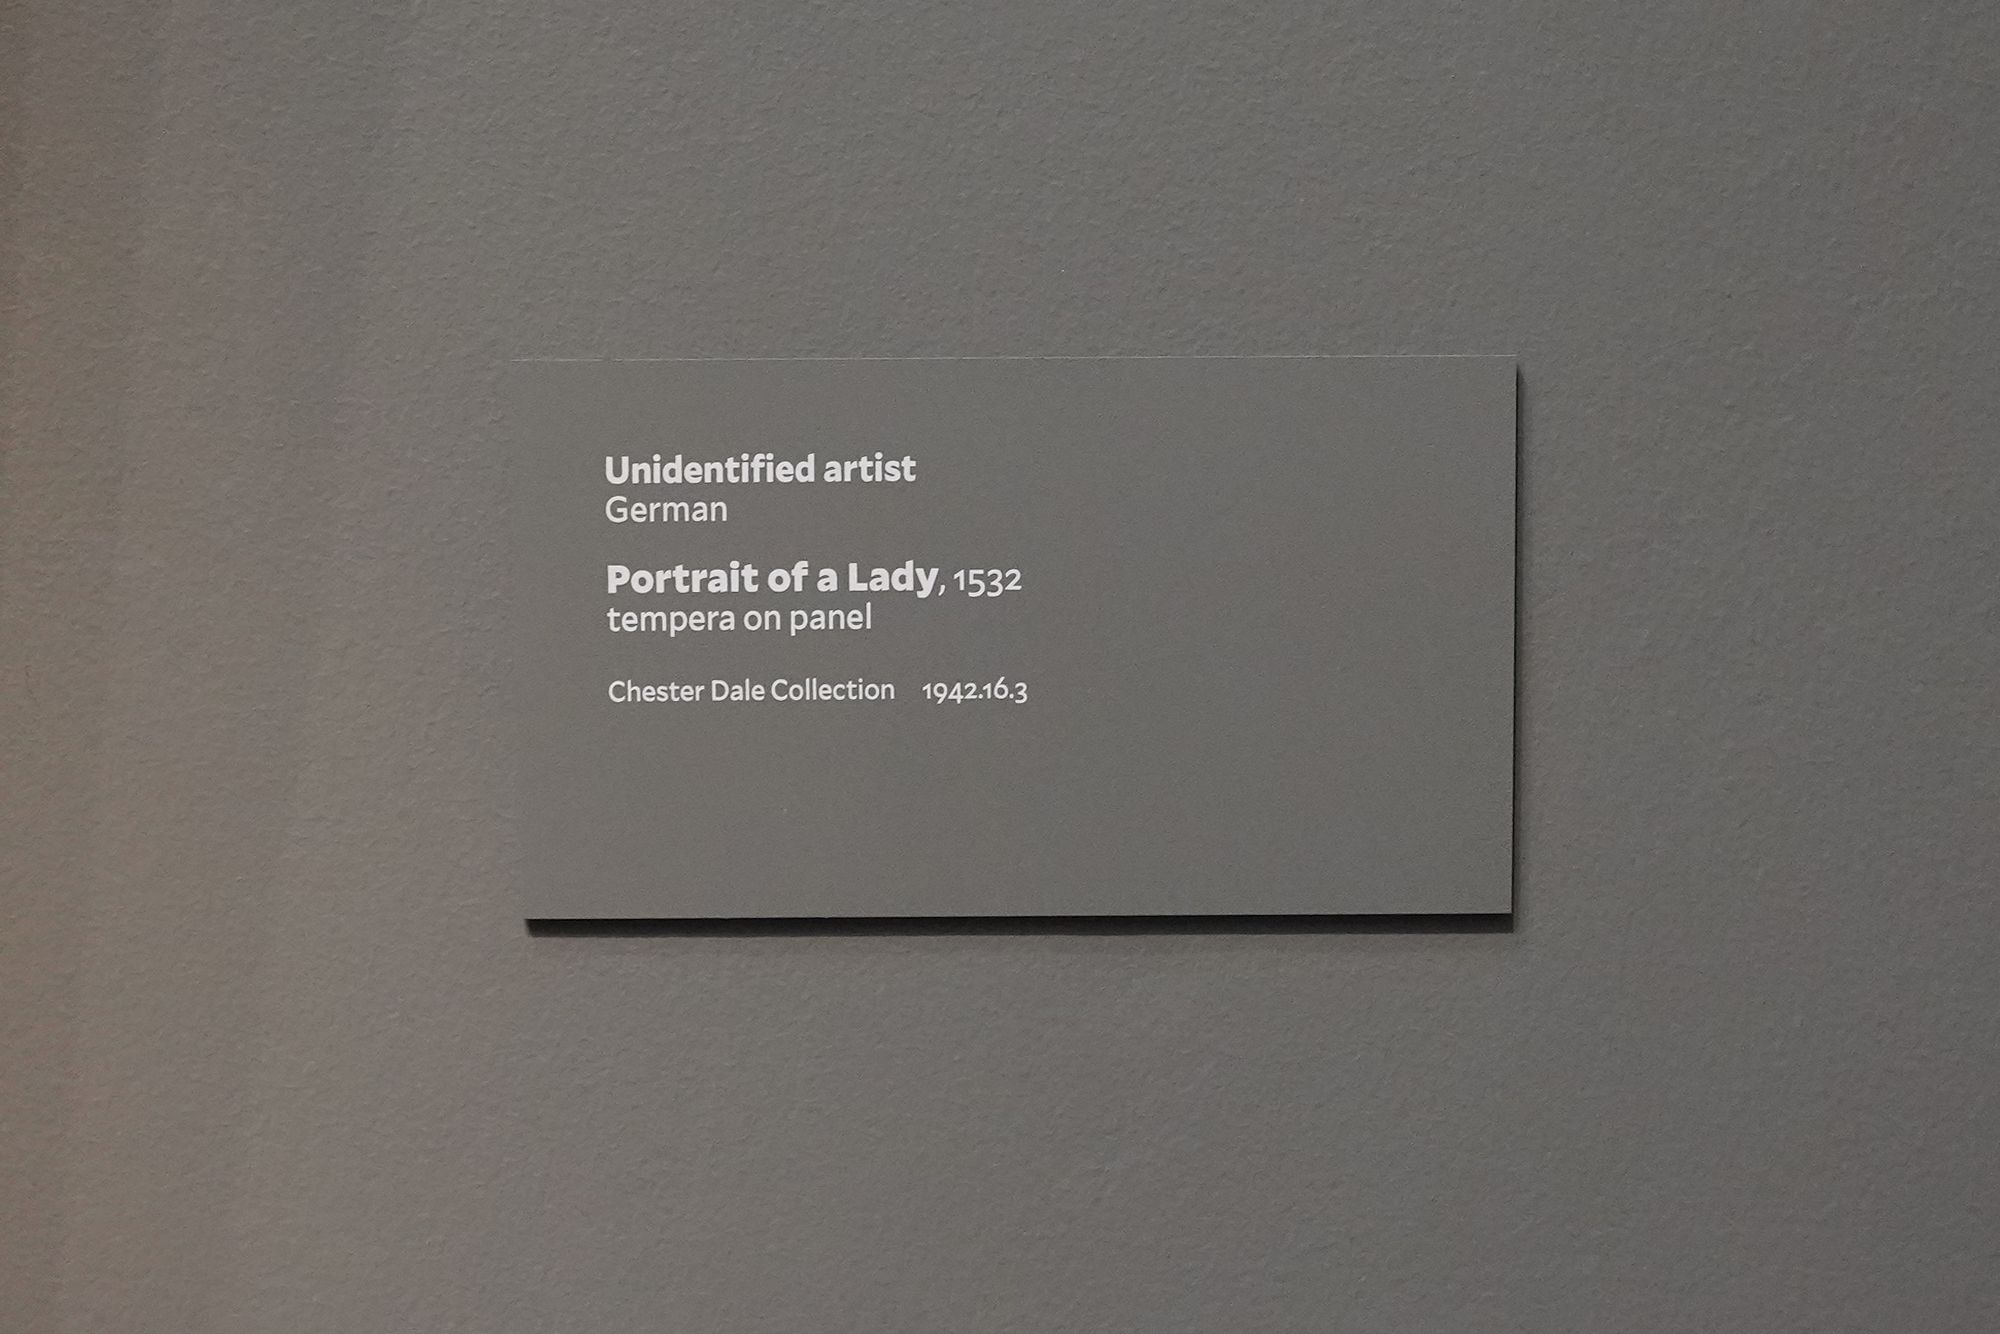 Unidentified artist
German
Portrait of a Lady, 1532
tempera on panel
Chester Dale Collection 1942.16.3